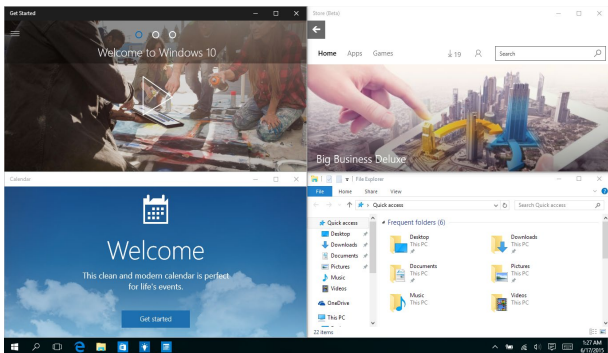 Get Started
Welcome to Windows 10
Store (Beta)
Home Apps Games 19 Search
Big Business Deluxe
Calendar
Welcome
This clean and modern calendar is perfect
for life's events.
Get started
File Explorer
File Home Share View
Quick access Search Quick access
Quick access
Desktop
Downloads
Documents
Pictures
Music
Videos
OneDrive
This PC
Frequent folders (6)
Desktop
This PC
Downloads
This PC
Documents
This PC
Pictures
This PC
Music
This PC
Videos
This PC
22 items
1:27 AM
6/17/2015